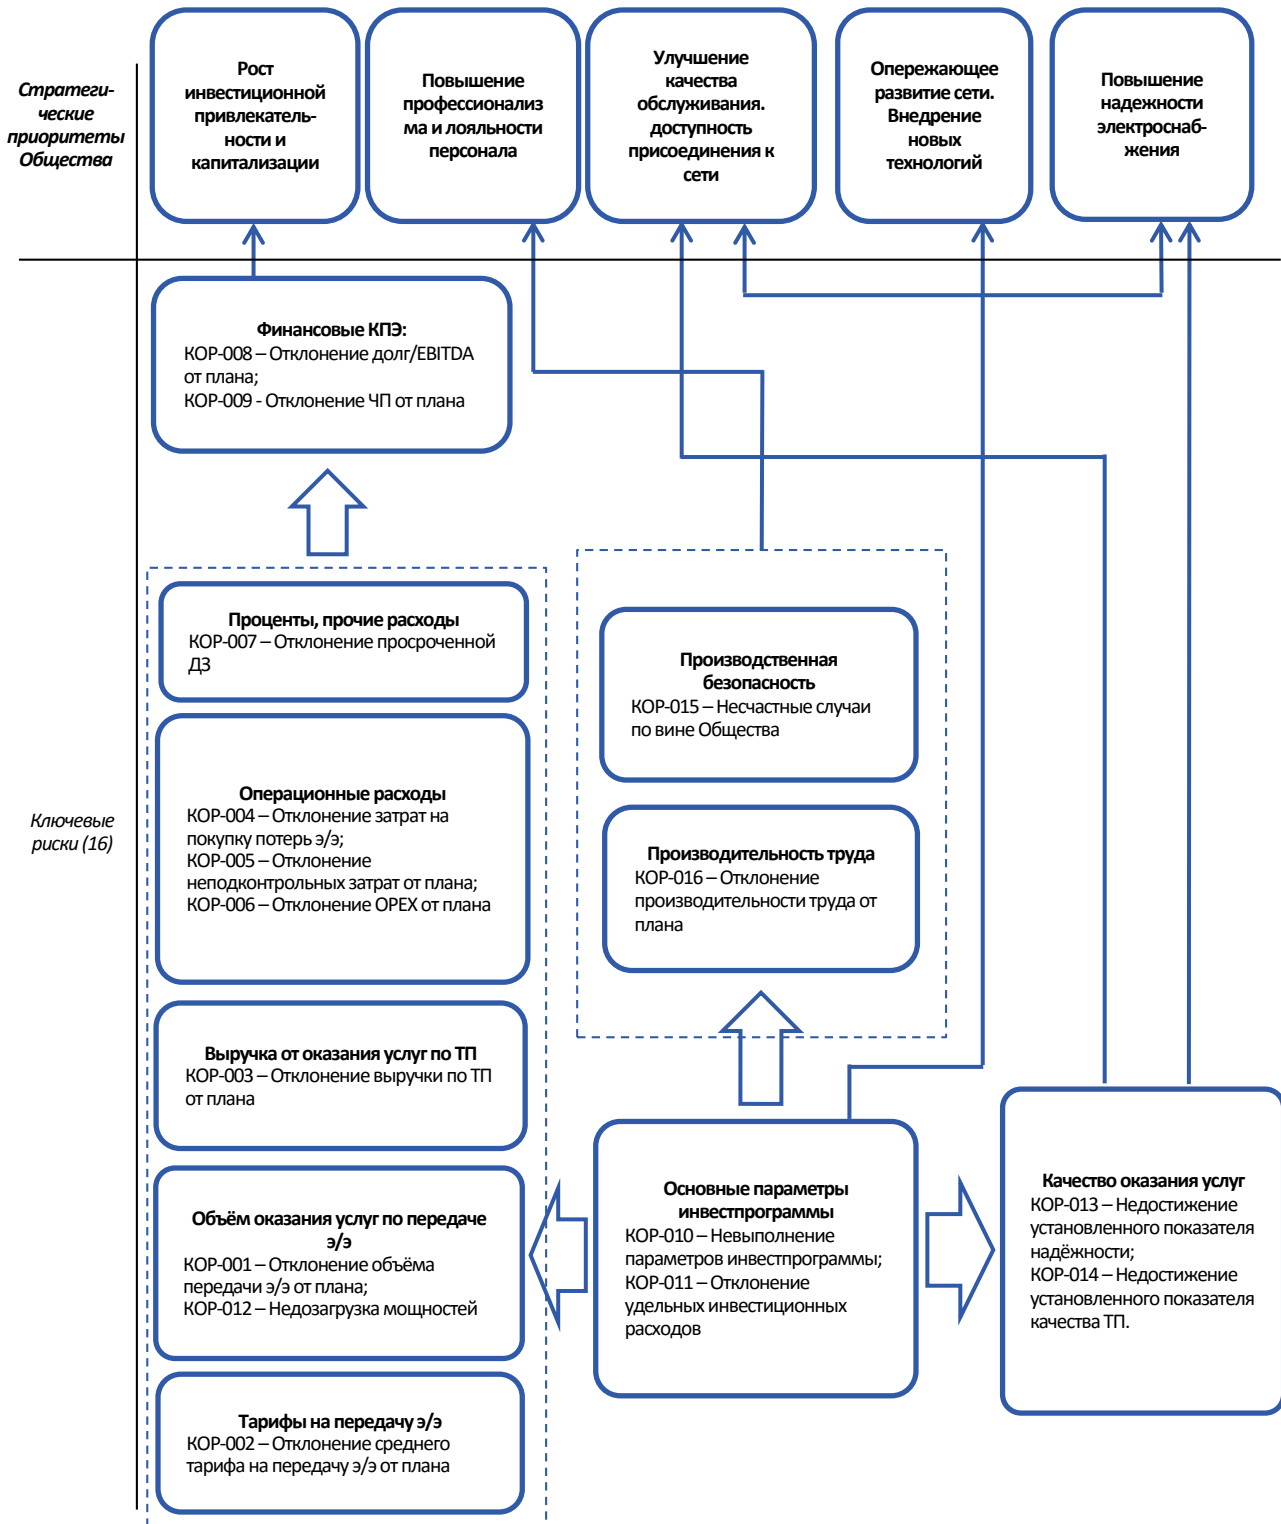 Стратеги-
ческие
приоритеты
Общества
Рост
инвестиционной
привлекатель-
ности и
капитализации
Повышение
профессионализ
ма и лояльности
персонала
Улучшение
качества
обслуживания.
доступность
присоединения к
сети
Опережающее
развитие сети.
Внедрение
новых
технологий
Повышение
надежности
электроснаб-
жения
Финансовые КПЭ:
КОР-008 – Отклонение долг/EBITDA
от плана;
КОР-009 - Отклонение ЧП от плана
Ключевые
риски (16)
Проценты, прочие расходы
КОР-007 – Отклонение просроченной
ДЗ
Операционные расходы
КОР-004 – Отклонение затрат на
покупку потерь э/э;
КОР-005 – Отклонение
неподконтрольных затрат от плана;
КОР-006 – Отклонение OPEX от плана
Выручка от оказания услуг по ТП
КОР-003 – Отклонение выручки по ТП
от плана
Объём оказания услуг по передаче
э/э
КОР-001 – Отклонение объёма
передачи э/э от плана;
КОР-012 – Недозагрузка мощностей
Тарифы на передачу э/э
КОР-002 – Отклонение среднего
тарифа на передачу э/э от плана
Производственная
безопасность
КОР-015 – Несчастные случаи
по вине Общества
Производительность труда
КОР-016 – Отклонение
производительности труда от
плана
Основные параметры
инвестпрограммы
КОР-010 – Невыполнение
параметров инвестпрограммы;
КОР-011 – Отклонение
удельных инвестиционных
расходов
Качество оказания услуг
КОР-013 – Недостижение
установленного показателя
надёжности;
КОР-014 – Недостижение
установленного показателя
качества ТП.